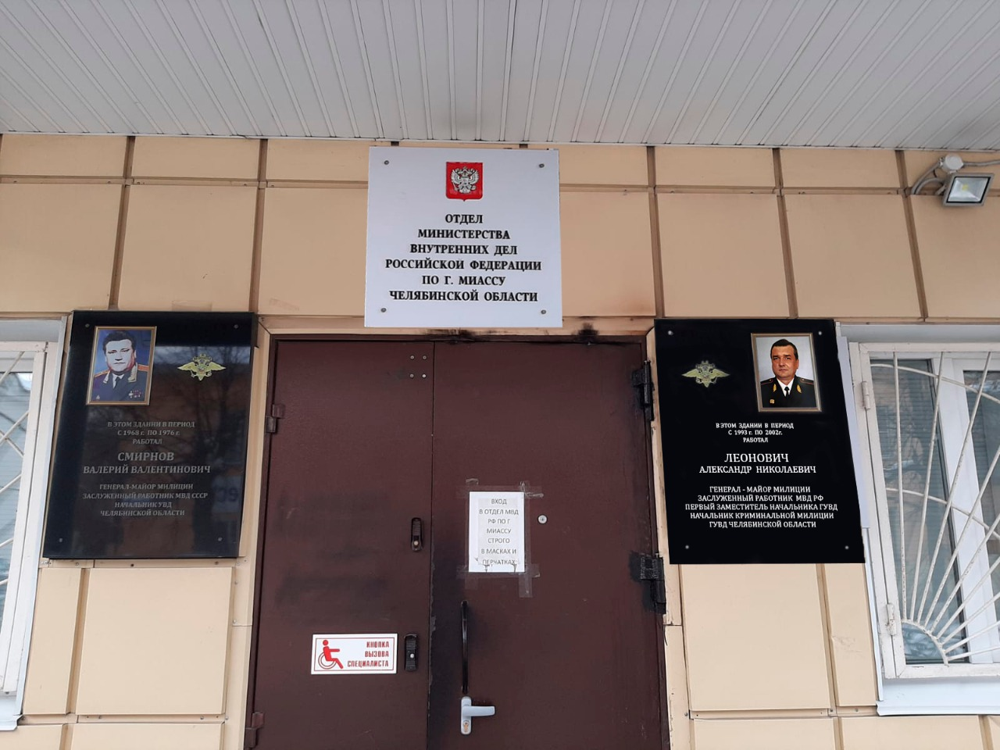 ОТДЕЛ
МИНИСТЕРСТВА
ВНУТРЕННИХ ДЕЛ
РОССИЙСКОЙ ФЕДЕРАЦИИ
ПО Г. МИАССУ
ЧЕЛЯБИНСКОЙ ОБЛАСТИ
В ЭТОМ ЗДАНИИ В ПЕРИОД
С 1968 г. ПО 1976 г.
РАБОТАЛ
СМИРНОВ
ВАЛЕРИЙ ВАЛЕНТИНОВИЧ
ГЕНЕРАЛ-МАЙОР МИЛИЦИИ
ЗАСЛУЖЕННЫЙ РАБОТНИК МВД СССР
НАЧАЛЬНИК УВД
ЧЕЛЯБИНСКОЙ ОБЛАСТИ
ВХОД
В ОТДЕЛ МВД
РФ ПО Г
МИАССУ
СТРОГО
В МАСКАХ И
ПЕРЧАТКАХ
КНОПКА
ВЫЗОВА
СПЕЦИАЛИСТА
В ЭТОМ ЗДАНИИ В ПЕРИОД
С 1993 г. ПО 2002г.
РАБОТАЛ
ЛЕОНОВИЧ
АЛЕКСАНДР НИКОЛАЕВИЧ
ГЕНЕРАЛ - МАЙОР МИЛИЦИИ
ЗАСЛУЖЕННЫЙ РАБОТНИК МВД РФ
ПЕРВЫЙ ЗАМЕСТИТЕЛЬ НАЧАЛЬНИКА ГУВД
НАЧАЛЬНИК КРИМИНАЛЬНОЙ МИЛИЦИИ
ГУВД ЧЕЛЯБИНСКОЙ ОБЛАСТИ